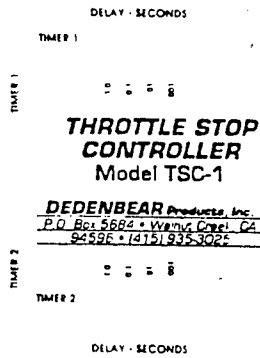 DELAY - SECONDS
TIMER 1
TIMER 1
THROTTLE STOP
CONTROLLER
Model TSC-1
DEDENBEAR Products, Inc.
P.O. Box 5684 • Walnut Creek, CA
94596 • (415) 935-3025
TIMER 2
TIMER 2
DELAY - SECONDS